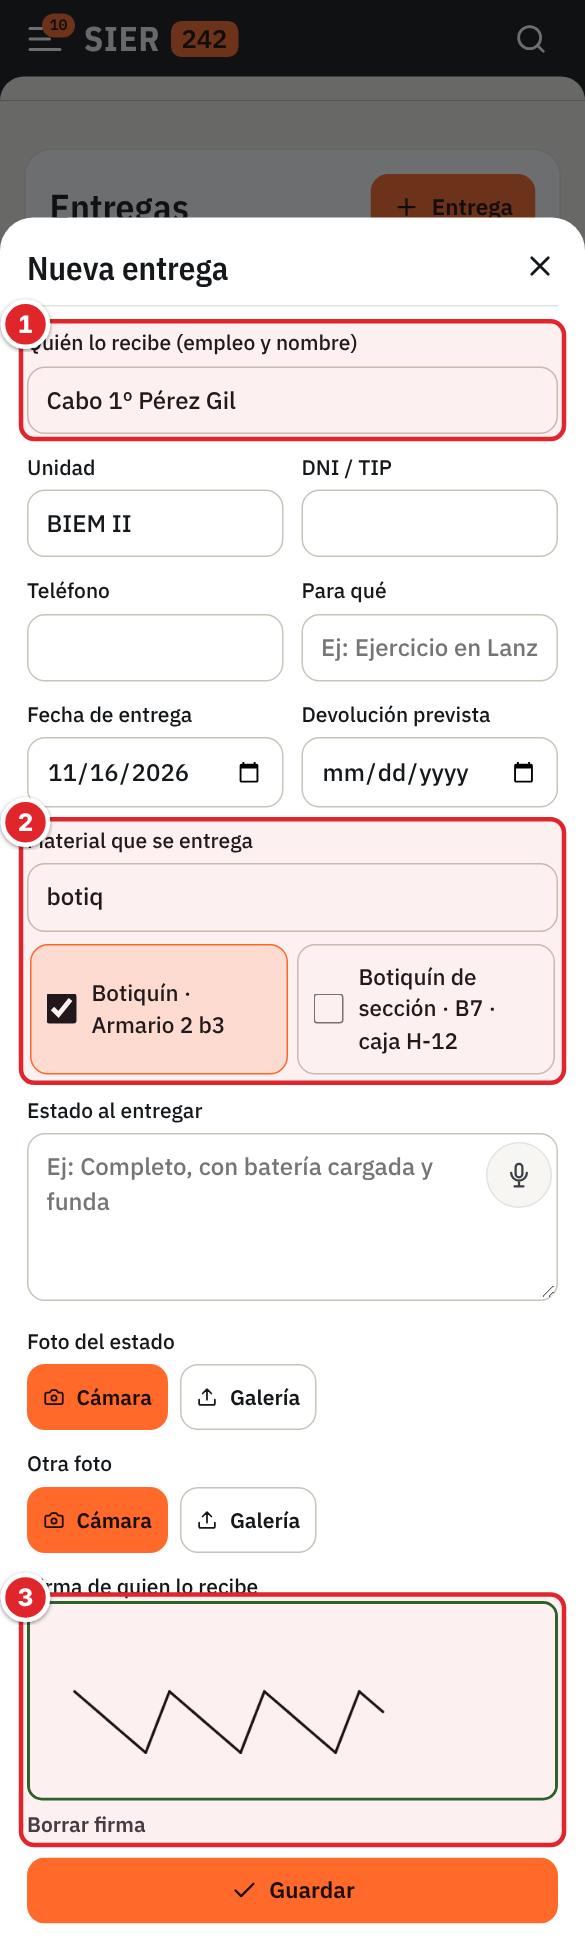 10
SIER 242
Entregas
+ Entrega
Nueva entrega
1
Quién lo recibe (empleo y nombre)
Cabo 1º Pérez Gil
Unidad
DNI / TIP
BIEM II
Teléfono
Para qué
Ej: Ejercicio en Lanz
Fecha de entrega
Devolución prevista
11/16/2026
mm/dd/yyyy
2
Material que se entrega
botiq
Botiquín ·
Armario 2 b3
Botiquín de
sección · B7 ·
caja H-12
Estado al entregar
Ej: Completo, con batería cargada y
funda
Foto del estado
Cámara
Galería
Otra foto
Cámara
Galería
3
Firma de quien lo recibe
Borrar firma
Guardar